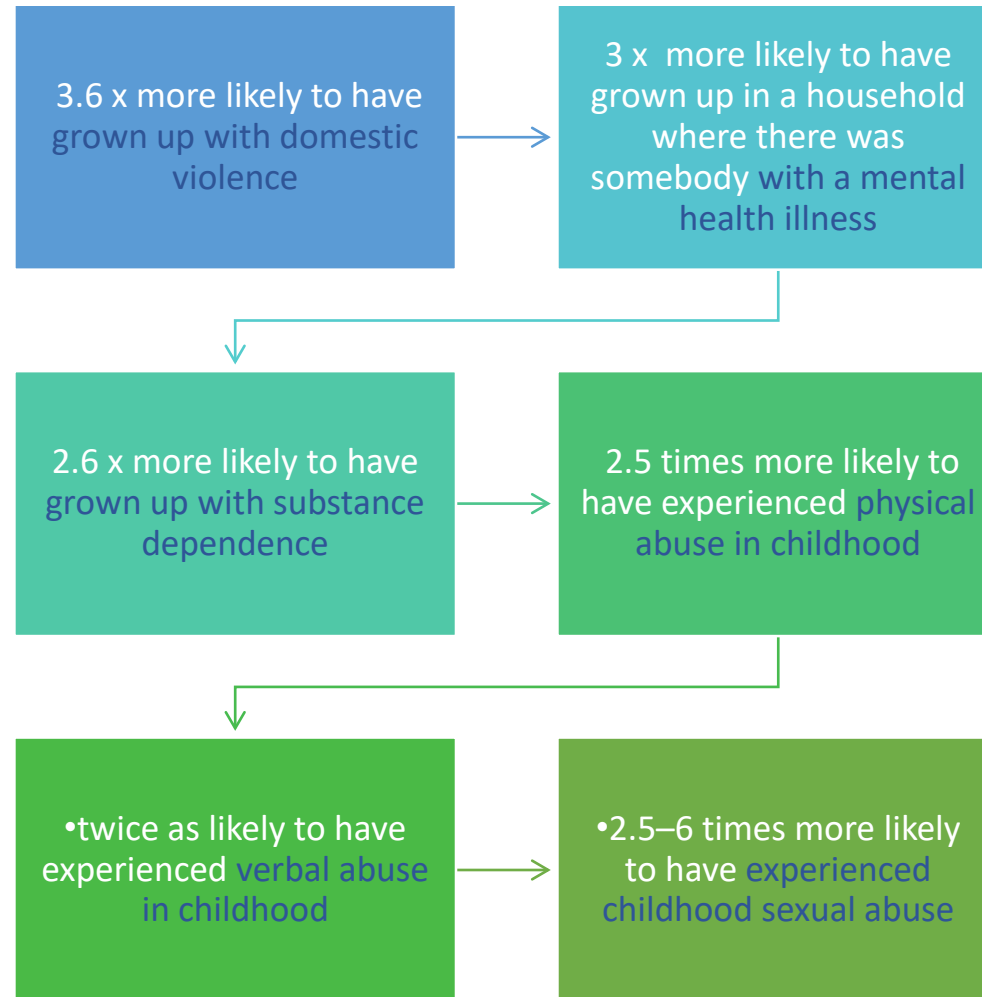 3.6 x more likely to have
grown up with domestic
violence
3 x  more likely to have
grown up in a household
where there was
somebody with a mental
health illness
2.6 x more likely to have
grown up with substance
dependence
2.5 times more likely to
have experienced physical
abuse in childhood
•twice as likely to have
experienced verbal abuse
in childhood
•2.5–6 times more likely
to have experienced
childhood sexual abuse